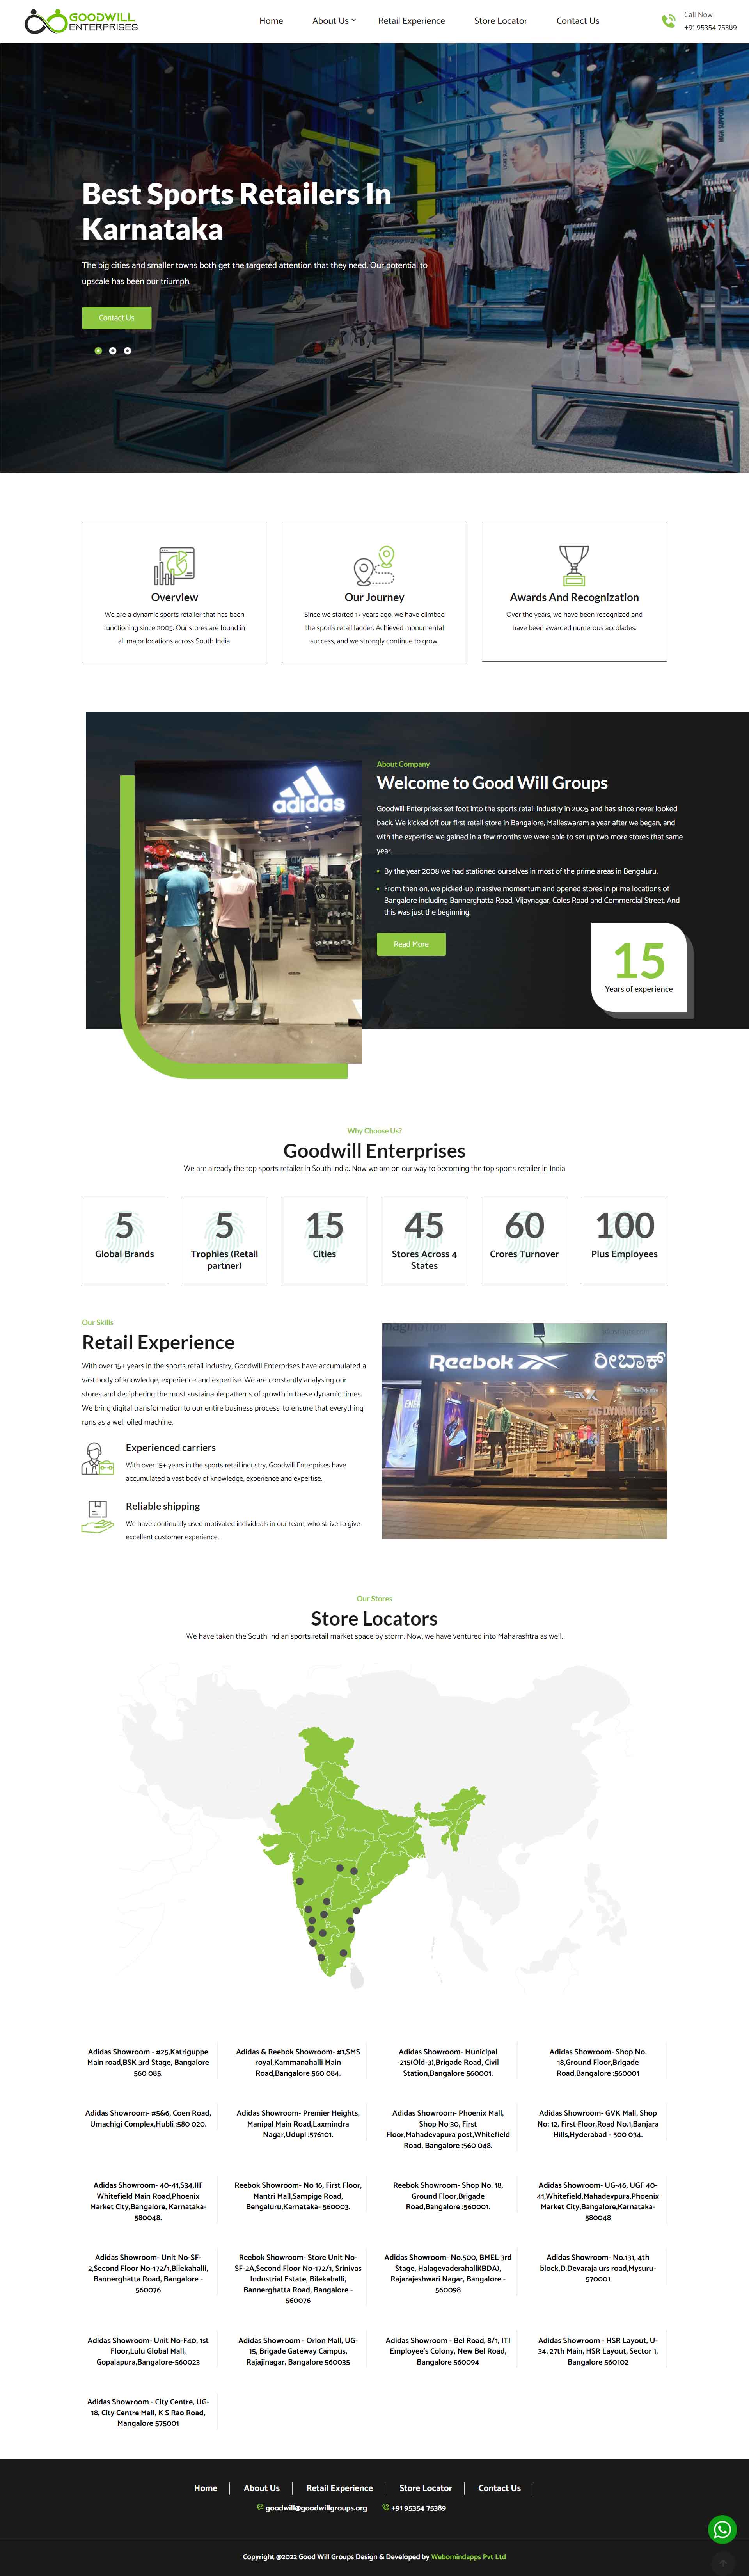 GOODWILL
ENTERPRISES
Home
About Us
Retail Experience
Store Locator
Contact Us
Call Now
+91 95354 75389
Best Sports Retailers In
Karnataka
The big cities and smaller towns both get the targeted attention that they need. Our potential to
upscale has been our triumph.
Contact Us
Overview
We are a dynamic sports retailer that has been
functioning since 2005. Our stores are found in
all major locations across South India.
Our Journey
Since we started 17 years ago, we have climbed
the sports retail ladder. Achieved monumental
success, and we strongly continue to grow.
Awards And Recognization
Over the years, we have been recognized and
have been awarded numerous accolades.
adidas
About Company
Welcome to Good Will Groups
Goodwill Enterprises set foot into the sports retail industry in 2005 and has since never looked
back. We kicked off our first retail store in Bangalore, Malleswaram a year after we began, and
with the expertise we gained in a few months we were able to set up two more stores that same
year.
By the year 2008 we had stationed ourselves in most of the prime areas in Bengaluru.
From then on, we picked-up massive momentum and opened stores in prime locations of
Bangalore including Bannerghatta Road, Vijaynagar, Coles Road and Commercial Street. And
this was just the beginning.
Read More
15
Years of experience
Why Choose Us?
Goodwill Enterprises
We are already the top sports retailer in South India. Now we are on our way to becoming the top sports retailer in India
5
Global Brands
5
Trophies (Retail
partner)
15
Cities
45
Stores Across 4
States
60
Crores Turnover
100
Plus Employees
Our Skills
Retail Experience
With over 15+ years in the sports retail industry, Goodwill Enterprises have accumulated a
vast body of knowledge, experience and expertise. We are constantly analysing our
stores and deciphering the most sustainable patterns of growth in these dynamic times.
We bring digital transformation to our entire business process, to ensure that everything
runs as a well oiled machine.
Experienced carriers
With over 15+ years in the sports retail industry, Goodwill Enterprises have
accumulated a vast body of knowledge, experience and expertise.
Reliable shipping
We have continually used motivated individuals in our team, who strive to give
excellent customer experience.
Reebok ರೀಬಾಕ್
Our Stores
Store Locators
We have taken the South Indian sports retail market space by storm. Now, we have ventured into Maharashtra as well.
Adidas Showroom - #25,Katriguppe
Main road,BSK 3rd Stage, Bangalore
560 085.
Adidas & Reebok Showroom- #1,SMS
royal,Kammanahalli Main
Road,Bangalore 560 084.
Adidas Showroom- Municipal
-215(Old-3),Brigade Road, Civil
Station,Bangalore 560001.
Adidas Showroom- Shop No.
18,Ground Floor,Brigade
Road,Bangalore :560001
Adidas Showroom- #5&6, Coen Road,
Umachigi Complex,Hubli :580 020.
Adidas Showroom- Premier Heights,
Manipal Main Road,Laxmindra
Nagar,Udupi :576101.
Adidas Showroom- Phoenix Mall,
Shop No 30, First
Floor,Mahadevapura post,Whitefield
Road, Bangalore :560 048.
Adidas Showroom- GVK Mall, Shop
No: 12, First Floor,Road No.1,Banjara
Hills,Hyderabad - 500 034.
Adidas Showroom- 40-41,S34,IIF
Whitefield Main Road,Phoenix
Market City,Bangalore, Karnataka-
580048.
Reebok Showroom- No 16, First Floor,
Mantri Mall,Sampige Road,
Bengaluru,Karnataka- 560003.
Reebok Showroom- Shop No. 18,
Ground Floor,Brigade
Road,Bangalore :560001.
Adidas Showroom- UG-46, UGF 40-
41,Whitefield,Mahadevpura,Phoenix
Market City,Bangalore,Karnataka-
580048
Adidas Showroom- Unit No-SF-
2,Second Floor No-172/1,Bilekahalli,
Bannerghatta Road, Bangalore -
560076
Reebok Showroom- Store Unit No-
SF-2A,Second Floor No-172/1, Srinivas
Industrial Estate, Bilekahalli,
Bannerghatta Road, Bangalore -
560076
Adidas Showroom- No.500, BMEL 3rd
Stage, Halagevaderahalli(BDA),
Rajarajeshwari Nagar, Bangalore -
560098
Adidas Showroom- No.131, 4th
block,D.Devaraja urs road,Mysuru-
570001
Adidas Showroom- Unit No-F40, 1st
Floor,Lulu Global Mall,
Gopalapura,Bangalore-560023
Adidas Showroom - Orion Mall, UG-
15, Brigade Gateway Campus,
Rajajinagar, Bangalore 560035
Adidas Showroom - Bel Road, 8/1, ITI
Employee's Colony, New Bel Road,
Bangalore 560094
Adidas Showroom - HSR Layout, U-
34, 27th Main, HSR Layout, Sector 1,
Bangalore 560102
Adidas Showroom - City Centre, UG-
18, City Centre Mall, K S Rao Road,
Mangalore 575001
Home
About Us
Retail Experience
Store Locator
Contact Us
goodwill@goodwillgroups.org
+91 95354 75389
Copyright @2022 Good Will Groups Design & Developed by Webomindapps Pvt Ltd